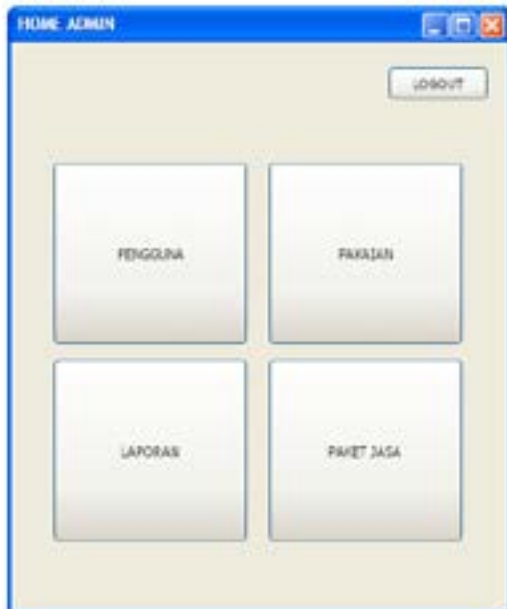 HOME ADMIN
LOGOUT
PENGGUNA
PAKAIAN
LAPORAN
PAKET JASA